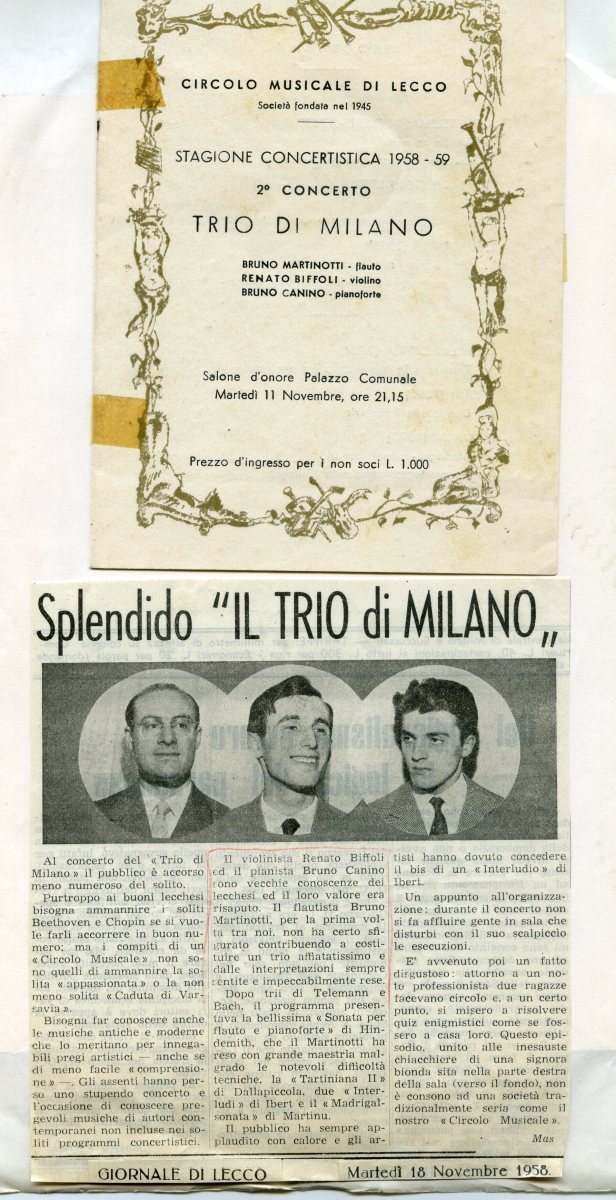 CIRCOLO MUSICALE DI LECCO
Società fondata nel 1945
STAGIONE CONCERTISTICA 1958 - 59
2° CONCERTO
TRIO DI MILANO
BRUNO MARTINOTTI - flauto
RENATO BIFFOLI - violino
BRUNO CANINO - pianoforte
Salone d'onore Palazzo Comunale
Martedì 11 Novembre, ore 21,15
Prezzo d'ingresso per i non soci L. 1.000
Splendido "IL TRIO di MILANO„
Al concerto del «Trio di
Milano» il pubblico è accorso
meno numeroso del solito.
Purtroppo ai buoni lecchesi
bisogna ammannire i soliti
Beethoven e Chopin se si vuo-
le farli accorrere in buon nu-
mero; ma i compiti di un
«Circolo Musicale» non so-
no quelli di ammannire la so-
lita «appassionata» o la non
meno solita «Caduta di Var-
savia».
Bisogna far conoscere anche
le musiche antiche e moderne
che lo meritano per innega-
bili pregi artistici — anche se
di meno facile «comprensio-
ne» —. Gli assenti hanno per-
so uno stupendo concerto e
l'occasione di conoscere pre-
gevoli musiche di autori con-
temporanei non incluse nei so-
liti programmi concertistici.
Il violinista Renato Biffoli
ed il pianista Bruno Canino
sono vecchie conoscenze dei
lecchesi ed il loro valore era
risaputo. Il flautista Bruno
Martinotti, per la prima vol-
ta tra noi, non ha certo sfi-
gurato contribuendo a costi-
tuire un trio affiatatissimo e
dalle interpretazioni sempre
sentite e impeccabilmente rese.
Dopo trii di Telemann e
Bach, il programma presen-
tava la bellissima «Sonata per
flauto e pianoforte» di Hin-
demith, che il Martinotti ha
reso con grande maestria mal-
grado le notevoli difficoltà
tecniche, la «Tartiniana II»
di Dallapiccola, due «Inter-
ludi» di Ibert e il «Madrigal-
sonata» di Martinu.
Il pubblico ha sempre ap-
plaudito con calore e gli ar-
tisti hanno dovuto concedere
il bis di un «Interludio» di
Ibert.
Un appunto all'organizza-
zione: durante il concerto non
si fa affluire gente in sala che
disturbi con il suo scalpiccìo
le esecuzioni.
E' avvenuto poi un fatto
disgustoso: attorno a un no-
to professionista due ragazze
facevano circolo e, a un certo
punto, si misero a risolvere
quiz enigmistici come se fos-
sero a casa loro. Questo epi-
sodio, unito alle inesauste
chiacchiere di una signora
bionda sita nella parte destra
della sala (verso il fondo), non
è consono ad una società tra-
dizionalmente seria come il
nostro «Circolo Musicale».
Mas
GIORNALE DI LECCO Martedì 18 Novembre 1958.